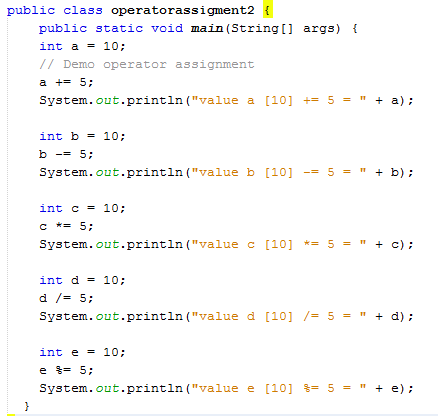 public class operatorassigment2 {
public static void main(String[] args) {
int a = 10;
// Demo operator assignment
a += 5;
System.out.println("value a [10] += 5 = " + a);
int b = 10;
b -= 5;
System.out.println("value b [10] -= 5 = " + b);
int c = 10;
c *= 5;
System.out.println("value c [10] *= 5 = " + c);
int d = 10;
d /= 5;
System.out.println("value d [10] /= 5 = " + d);
int e = 10;
e %= 5;
System.out.println("value e [10] %= 5 = " + e);
}